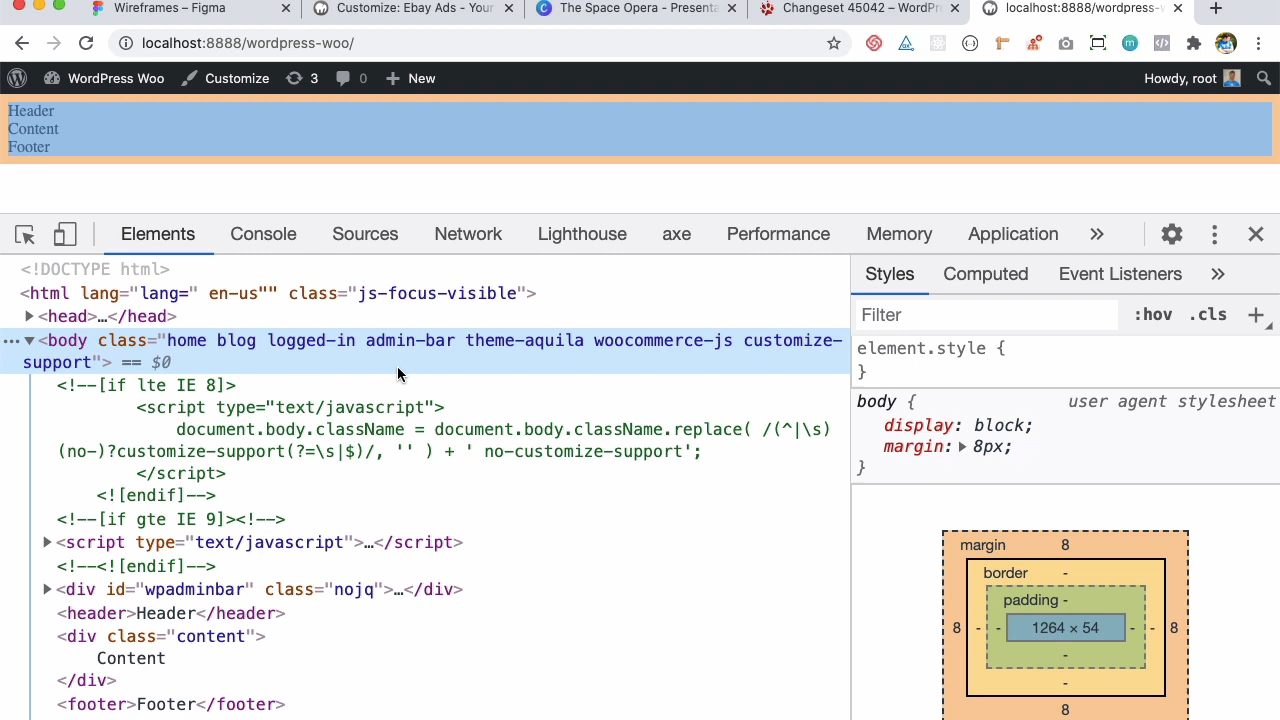 Wireframes – Figma
Customize: Ebay Ads - Your
The Space Opera - Presenta
Changeset 45042 – WordPr
localhost:8888/wordpress-
localhost:8888/wordpress-woo/
WordPress Woo
Customize
3
0
New
Howdy, root
Header
Content
Footer
Elements
Console
Sources
Network
Lighthouse
axe
Performance
Memory
Application
»
<!DOCTYPE html>
<html lang="lang=" en-us"" class="js-focus-visible">
<head>…</head>
<body class="home blog logged-in admin-bar theme-aquila woocommerce-js customize-
support"> == $0
<!--[if lte IE 8]>
<script type="text/javascript">
document.body.className = document.body.className.replace( /(^|\s)
(no-)?customize-support(?=\s|$)/, '' ) + ' no-customize-support';
</script>
<![endif]-->
<!--[if gte IE 9]><!-->
<script type="text/javascript">…</script>
<!--<![endif]-->
<div id="wpadminbar" class="nojq">…</div>
<header>Header</header>
<div class="content">
Content
</div>
<footer>Footer</footer>
Styles
Computed
Event Listeners
»
Filter
:hov
.cls
element.style {
}
body {
user agent stylesheet
display: block;
margin: 8px;
}
margin 8
border -
padding -
8 - - 1264 × 54 - - 8
-
-
8